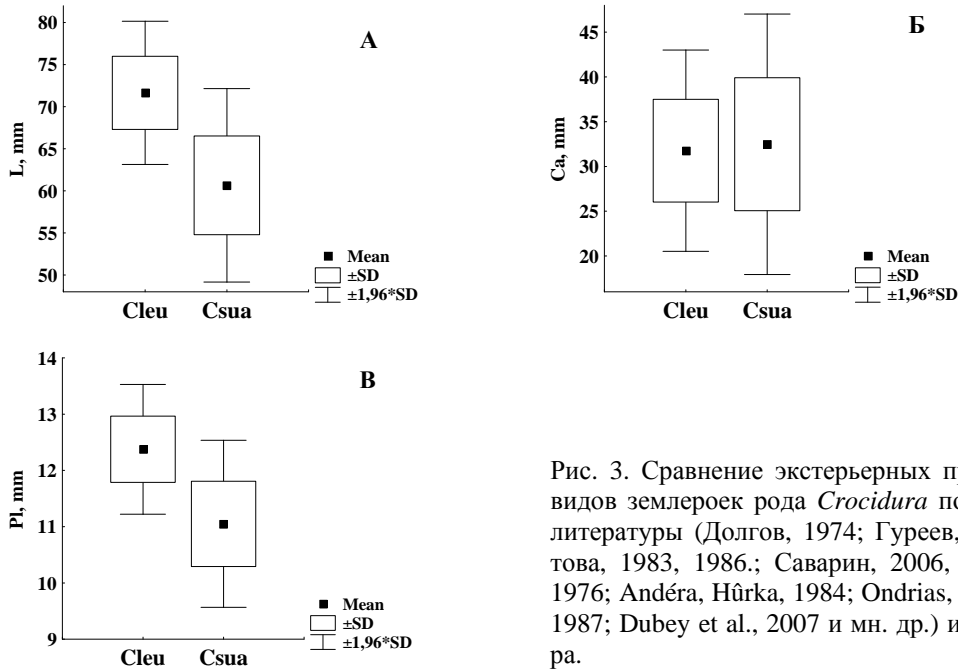 А
L, mm
80
75
70
65
60
55
50
Cleu Csua
Mean
±SD
±1,96*SD
Б
Ca, mm
45
40
35
30
25
20
Cleu Csua
Mean
±SD
±1,96*SD
В
Pl, mm
14
13
12
11
10
9
Cleu Csua
Mean
±SD
±1,96*SD
Рис. 3. Сравнение экстерьерных
видов землероек рода Crocidura
литературы (Долгов, 1974; Гуреев,
това, 1983, 1986.; Саварин, 2006,
1976; Andéra, Hûrka, 1984; Ondrias,
1987; Dubey et al., 2007 и мн. др.) и
ра.